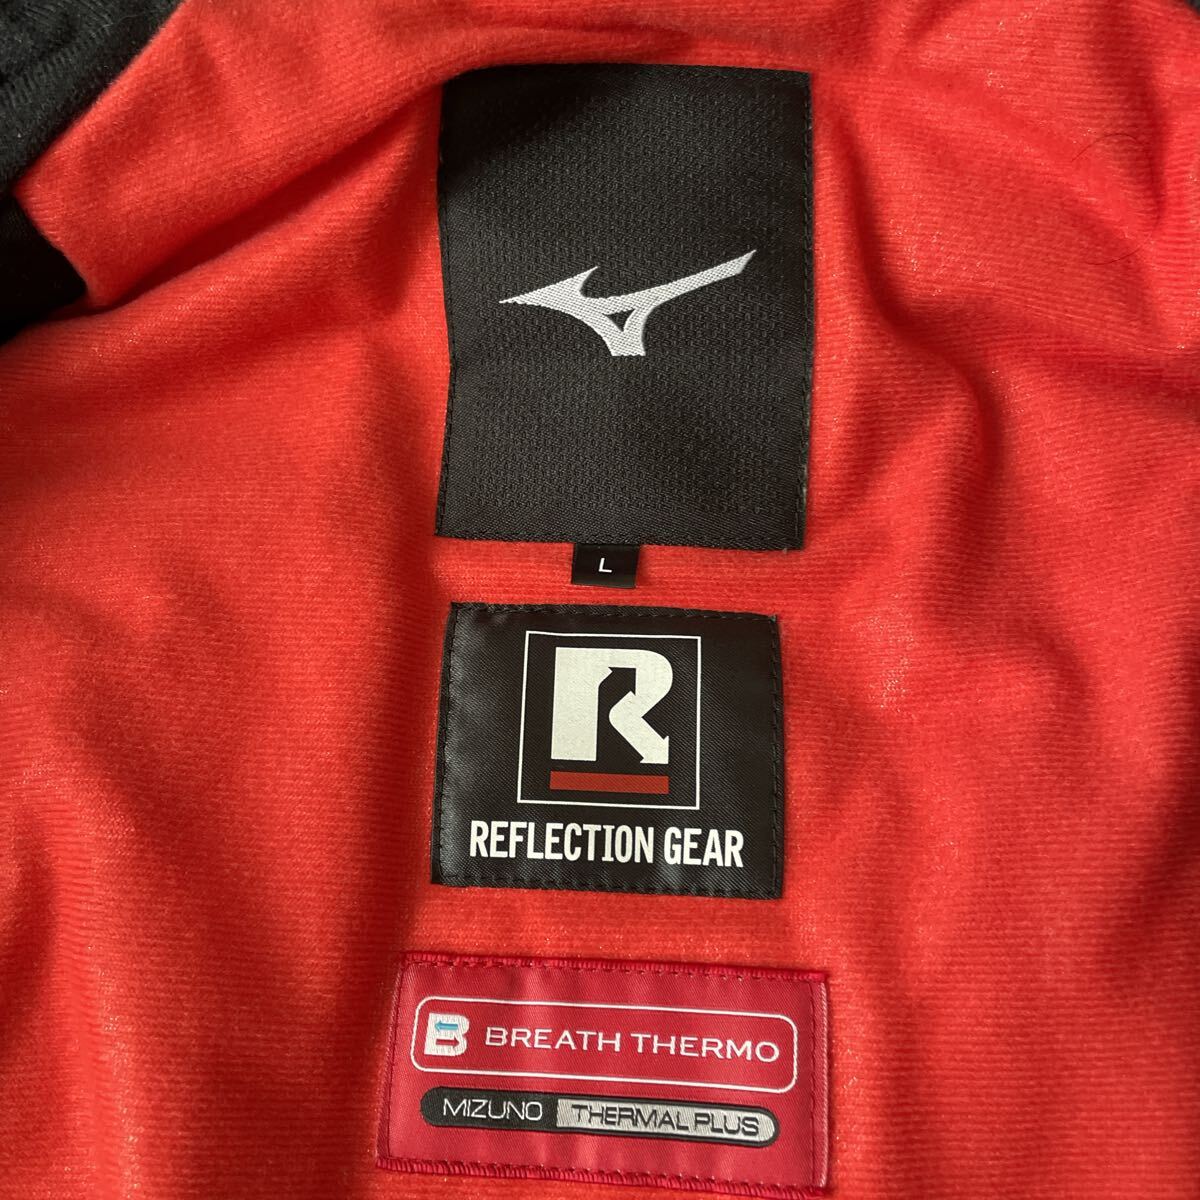 L
R
REFLECTION GEAR
B BREATH THERMO
MIZUNO THERMAL PLUS